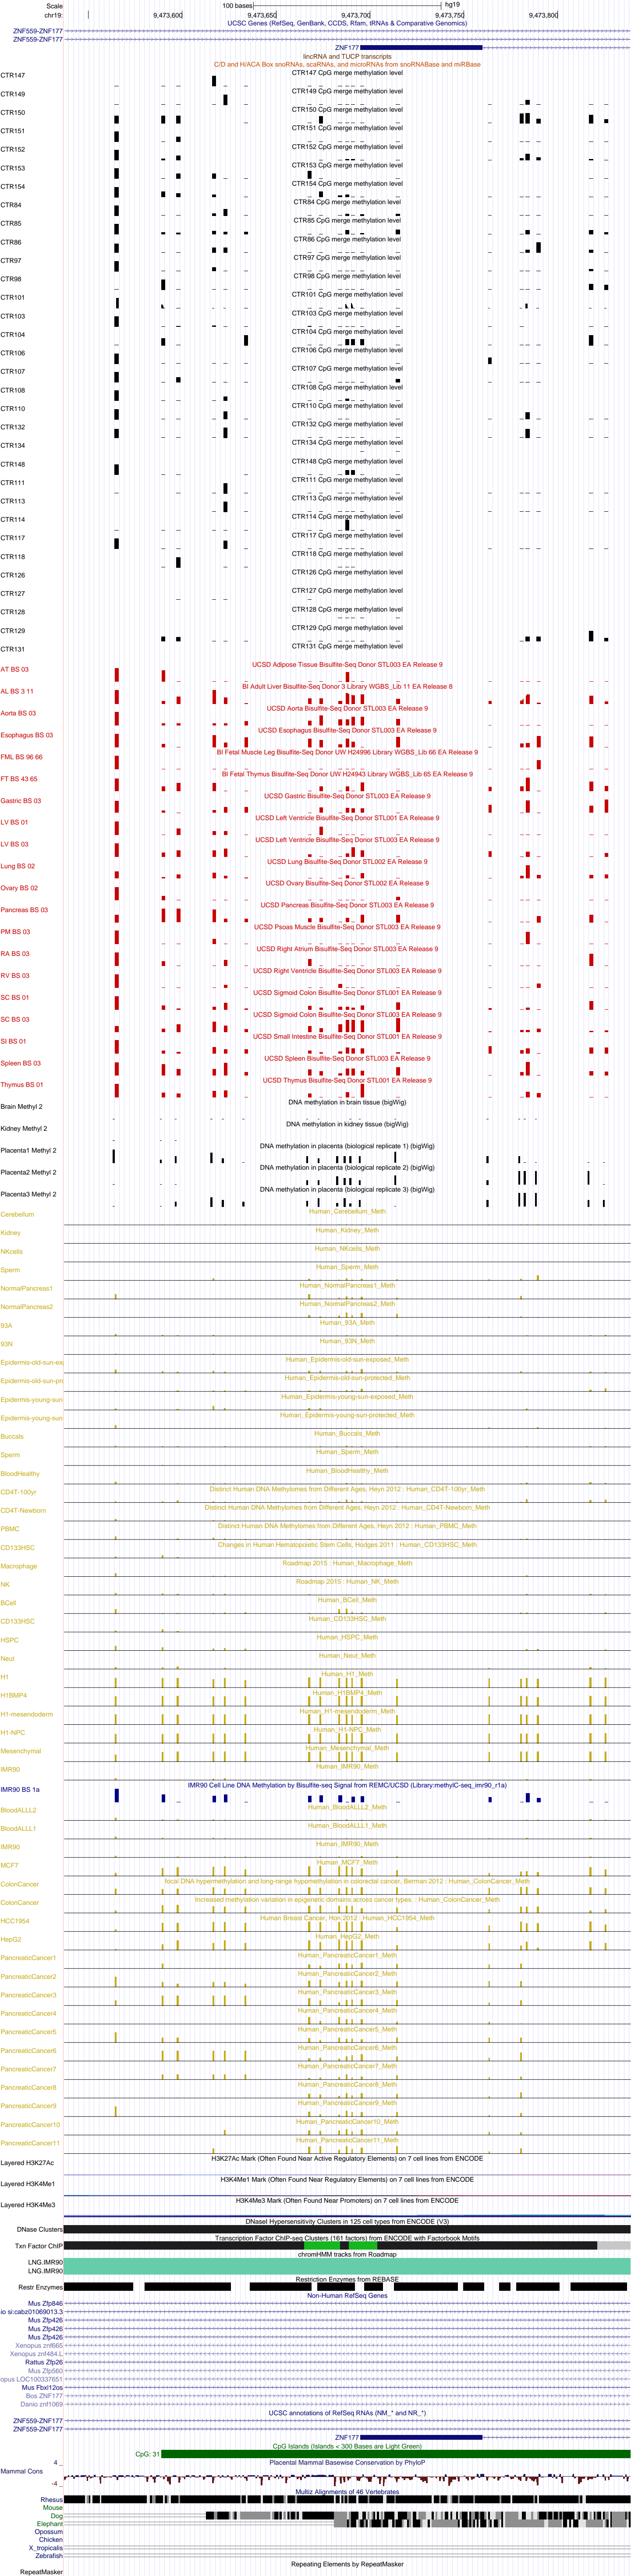 Scale 100 bases hg19
chr19: 9,473,600 9,473,650 9,473,700 9,473,750 9,473,800
UCSC Genes (RefSeq, GenBank, CCDS, Rfam, tRNAs & Comparative Genomics)
ZNF559-ZNF177
ZNF559-ZNF177
ZNF177
lincRNA and TUCP transcripts
C/D and H/ACA Box snoRNAs, scaRNAs, and microRNAs from snoRNABase and miRBase
CTR147 CTR147 CpG merge methylation level
CTR149 CTR149 CpG merge methylation level
CTR150 CTR150 CpG merge methylation level
CTR151 CTR151 CpG merge methylation level
CTR152 CTR152 CpG merge methylation level
CTR153 CTR153 CpG merge methylation level
CTR154 CTR154 CpG merge methylation level
CTR84 CTR84 CpG merge methylation level
CTR85 CTR85 CpG merge methylation level
CTR86 CTR86 CpG merge methylation level
CTR97 CTR97 CpG merge methylation level
CTR98 CTR98 CpG merge methylation level
CTR101 CTR101 CpG merge methylation level
CTR103 CTR103 CpG merge methylation level
CTR104 CTR104 CpG merge methylation level
CTR106 CTR106 CpG merge methylation level
CTR107 CTR107 CpG merge methylation level
CTR108 CTR108 CpG merge methylation level
CTR110 CTR110 CpG merge methylation level
CTR132 CTR132 CpG merge methylation level
CTR134 CTR134 CpG merge methylation level
CTR148 CTR148 CpG merge methylation level
CTR111 CTR111 CpG merge methylation level
CTR113 CTR113 CpG merge methylation level
CTR114 CTR114 CpG merge methylation level
CTR117 CTR117 CpG merge methylation level
CTR118 CTR118 CpG merge methylation level
CTR126 CTR126 CpG merge methylation level
CTR127 CTR127 CpG merge methylation level
CTR128 CTR128 CpG merge methylation level
CTR129 CTR129 CpG merge methylation level
CTR131 CTR131 CpG merge methylation level
UCSD Adipose Tissue Bisulfite-Seq Donor STL003 EA Release 9
AT BS 03
BI Adult Liver Bisulfite-Seq Donor 3 Library WGBS_Lib 11 EA Release 8
AL BS 3 11
UCSD Aorta Bisulfite-Seq Donor STL003 EA Release 9
Aorta BS 03
UCSD Esophagus Bisulfite-Seq Donor STL003 EA Release 9
Esophagus BS 03
BI Fetal Muscle Leg Bisulfite-Seq Donor UW H24996 Library WGBS_Lib 66 EA Release 9
FML BS 96 66
BI Fetal Thymus Bisulfite-Seq Donor UW H24943 Library WGBS_Lib 65 EA Release 9
FT BS 43 65
UCSD Gastric Bisulfite-Seq Donor STL003 EA Release 9
Gastric BS 03
UCSD Left Ventricle Bisulfite-Seq Donor STL001 EA Release 9
LV BS 01
UCSD Left Ventricle Bisulfite-Seq Donor STL003 EA Release 9
LV BS 03
UCSD Lung Bisulfite-Seq Donor STL002 EA Release 9
Lung BS 02
UCSD Ovary Bisulfite-Seq Donor STL002 EA Release 9
Ovary BS 02
UCSD Pancreas Bisulfite-Seq Donor STL003 EA Release 9
Pancreas BS 03
UCSD Psoas Muscle Bisulfite-Seq Donor STL003 EA Release 9
PM BS 03
UCSD Right Atrium Bisulfite-Seq Donor STL003 EA Release 9
RA BS 03
UCSD Right Ventricle Bisulfite-Seq Donor STL003 EA Release 9
RV BS 03
UCSD Sigmoid Colon Bisulfite-Seq Donor STL001 EA Release 9
SC BS 01
UCSD Sigmoid Colon Bisulfite-Seq Donor STL003 EA Release 9
SC BS 03
UCSD Small Intestine Bisulfite-Seq Donor STL001 EA Release 9
SI BS 01
UCSD Spleen Bisulfite-Seq Donor STL003 EA Release 9
Spleen BS 03
UCSD Thymus Bisulfite-Seq Donor STL001 EA Release 9
Thymus BS 01
DNA methylation in brain tissue (bigWig)
Brain Methyl 2
DNA methylation in kidney tissue (bigWig)
Kidney Methyl 2
DNA methylation in placenta (biological replicate 1) (bigWig)
Placenta1 Methyl 2
DNA methylation in placenta (biological replicate 2) (bigWig)
Placenta2 Methyl 2
DNA methylation in placenta (biological replicate 3) (bigWig)
Placenta3 Methyl 2
Cerebellum Human_Cerebellum_Meth
Kidney Human_Kidney_Meth
NKcells Human_NKcells_Meth
Sperm Human_Sperm_Meth
NormalPancreas1 Human_NormalPancreas1_Meth
NormalPancreas2 Human_NormalPancreas2_Meth
93A Human_93A_Meth
93N Human_93N_Meth
Epidermis-old-sun-ex Human_Epidermis-old-sun-exposed_Meth
Epidermis-old-sun-pr Human_Epidermis-old-sun-protected_Meth
Epidermis-young-sun Human_Epidermis-young-sun-exposed_Meth
Epidermis-young-sun Human_Epidermis-young-sun-protected_Meth
Buccals Human_Buccals_Meth
Sperm Human_Sperm_Meth
BloodHealthy Human_BloodHealthy_Meth
CD4T-100yr Distinct Human DNA Methylomes from Different Ages, Heyn 2012 : Human_CD4T-100yr_Meth
CD4T-Newborn Distinct Human DNA Methylomes from Different Ages, Heyn 2012 : Human_CD4T-Newborn_Meth
PBMC Distinct Human DNA Methylomes from Different Ages, Heyn 2012 : Human_PBMC_Meth
CD133HSC Changes in Human Hematopoietic Stem Cells, Hodges 2011 : Human_CD133HSC_Meth
Macrophage Roadmap 2015 : Human_Macrophage_Meth
NK Roadmap 2015 : Human_NK_Meth
BCell Human_BCell_Meth
CD133HSC Human_CD133HSC_Meth
HSPC Human_HSPC_Meth
Neut Human_Neut_Meth
H1 Human_H1_Meth
H1BMP4 Human_H1BMP4_Meth
H1-mesendoderm Human_H1-mesendoderm_Meth
H1-NPC Human_H1-NPC_Meth
Mesenchymal Human_Mesenchymal_Meth
IMR90 Human_IMR90_Meth
IMR90 Cell Line DNA Methylation by Bisulfite-seq Signal from REMC/UCSD (Library:methylC-seq_imr90_r1a)
IMR90 BS 1a
BloodALLL2 Human_BloodALLL2_Meth
BloodALLL1 Human_BloodALLL1_Meth
IMR90 Human_IMR90_Meth
MCF7 Human_MCF7_Meth
ColonCancer focal DNA hypermethylation and long-range hypomethylation in colorectal cancer, Berman 2012 : Human_ColonCancer_Meth
ColonCancer Increased methylation variation in epigenetic domains across cancer types. : Human_ColonCancer_Meth
HCC1954 Human Breast Cancer, Hon 2012 : Human_HCC1954_Meth
HepG2 Human_HepG2_Meth
PancreaticCancer1 Human_PancreaticCancer1_Meth
PancreaticCancer2 Human_PancreaticCancer2_Meth
PancreaticCancer3 Human_PancreaticCancer3_Meth
PancreaticCancer4 Human_PancreaticCancer4_Meth
PancreaticCancer5 Human_PancreaticCancer5_Meth
PancreaticCancer6 Human_PancreaticCancer6_Meth
PancreaticCancer7 Human_PancreaticCancer7_Meth
PancreaticCancer8 Human_PancreaticCancer8_Meth
PancreaticCancer9 Human_PancreaticCancer9_Meth
PancreaticCancer10 Human_PancreaticCancer10_Meth
PancreaticCancer11 Human_PancreaticCancer11_Meth
H3K27Ac Mark (Often Found Near Active Regulatory Elements) on 7 cell lines from ENCODE
Layered H3K27Ac
H3K4Me1 Mark (Often Found Near Regulatory Elements) on 7 cell lines from ENCODE
Layered H3K4Me1
H3K4Me3 Mark (Often Found Near Promoters) on 7 cell lines from ENCODE
Layered H3K4Me3
DNaseI Hypersensitivity Clusters in 125 cell types from ENCODE (V3)
DNase Clusters
Transcription Factor ChIP-seq Clusters (161 factors) from ENCODE with Factorbook Motifs
Txn Factor ChIP
chromHMM tracks from Roadmap
LNG.IMR90
LNG.IMR90
Restriction Enzymes from REBASE
Restr Enzymes
Non-Human RefSeq Genes
Mus Zfp846
io si:cabz01069013.3
Mus Zfp426
Mus Zfp426
Mus Zfp426
Xenopus znf665
Xenopus znf484.L
Rattus Zfp26
Mus Zfp560
opus LOC100337651
Mus Fbxl12os
Bos ZNF177
Danio znf1069
UCSC annotations of RefSeq RNAs (NM_* and NR_*)
ZNF559-ZNF177
ZNF559-ZNF177
ZNF177
CpG Islands (Islands < 300 Bases are Light Green)
CpG: 31
Placental Mammal Basewise Conservation by PhyloP
4 _
Mammal Cons
-4 _
Multiz Alignments of 46 Vertebrates
Rhesus
Mouse
Dog
Elephant
Opossum
Chicken
X_tropicalis
Zebrafish
Repeating Elements by RepeatMasker
RepeatMasker